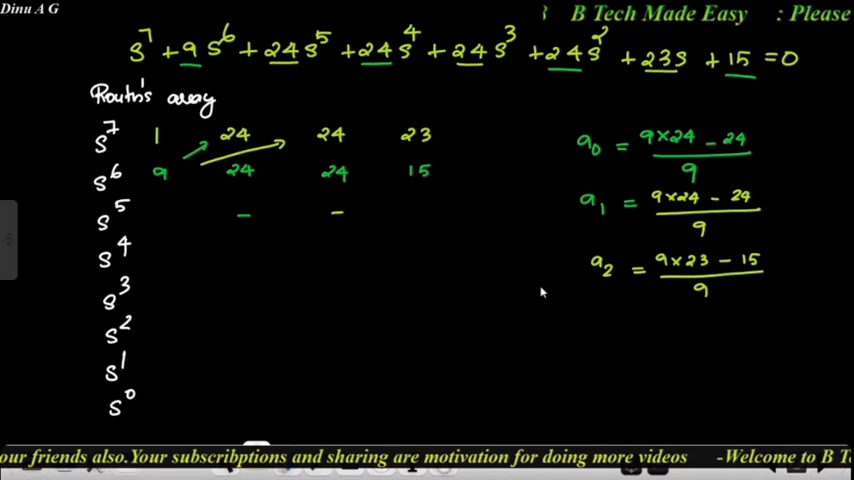 Dinu A G
3 B Tech Made Easy : Please
s⁷ + 9s⁶ + 24s⁵ + 24s⁴ + 24s³ + 24s² + 23s + 15 = 0
Routh's array
s⁷ 1 24 24 23
s⁶ 9 24 24 15
s⁵ - -
s⁴
s³
s²
s¹
s⁰
a₀ = 9×24 - 24 / 9
a₁ = 9×24 - 24 / 9
a₂ = 9×23 - 15 / 9
our friends also.Your subscribptions and sharing are motivation for doing more videos -Welcome to B Te